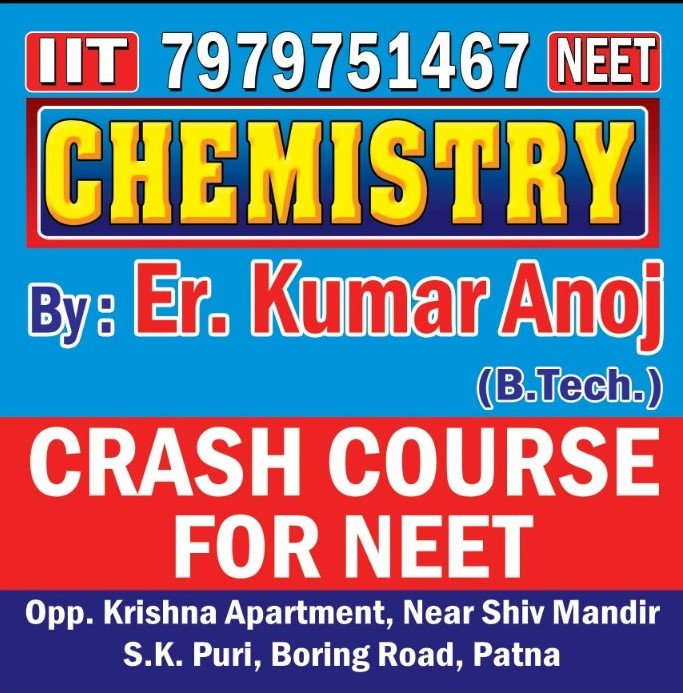 IIT 7979751467 NEET
CHEMISTRY
By: Er. Kumar Anoj
(B.Tech.)
CRASH COURSE
FOR NEET
Opp. Krishna Apartment, Near Shiv Mandir
S.K. Puri, Boring Road, Patna